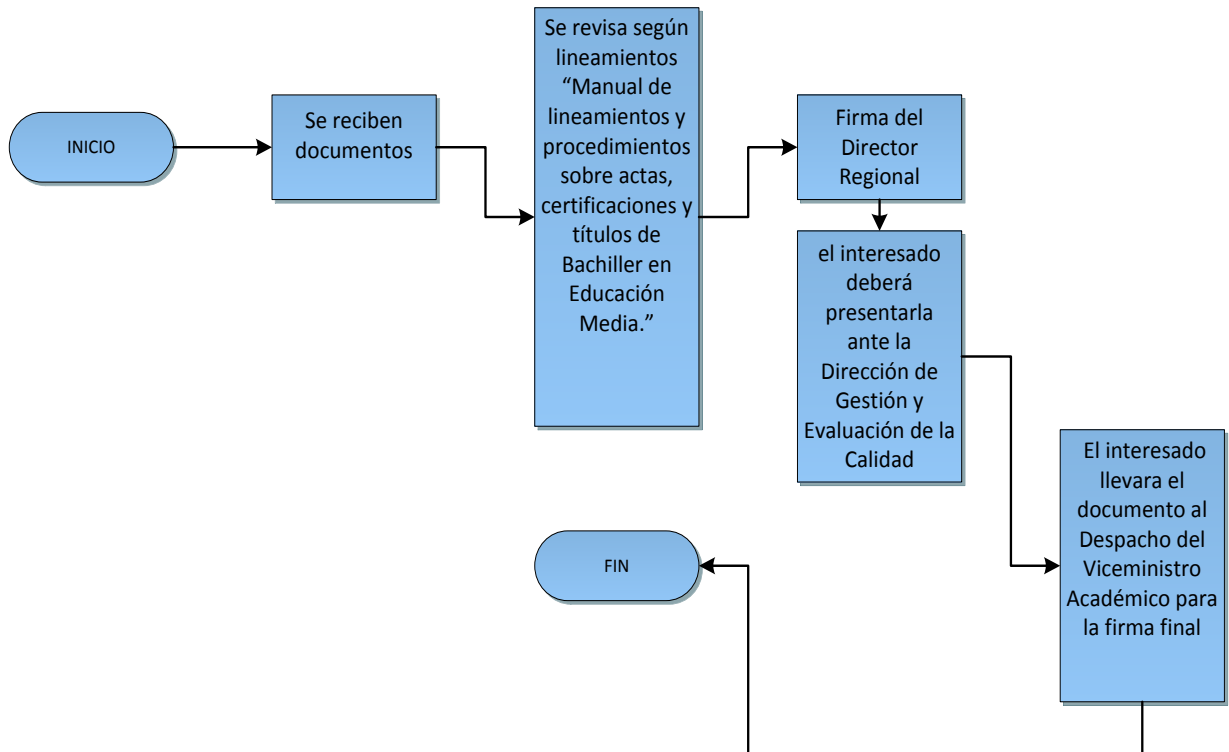 INICIO
Se reciben
documentos
Se revisa según
lineamientos
“Manual de
lineamientos y
procedimientos
sobre actas,
certificaciones y
títulos de
Bachiller en
Educación
Media.”
Firma del
Director
Regional
el interesado
deberá
presentarla
ante la
Dirección de
Gestión y
Evaluación de la
Calidad
El interesado
llevara el
documento al
Despacho del
Viceministro
Académico para
la firma final
FIN